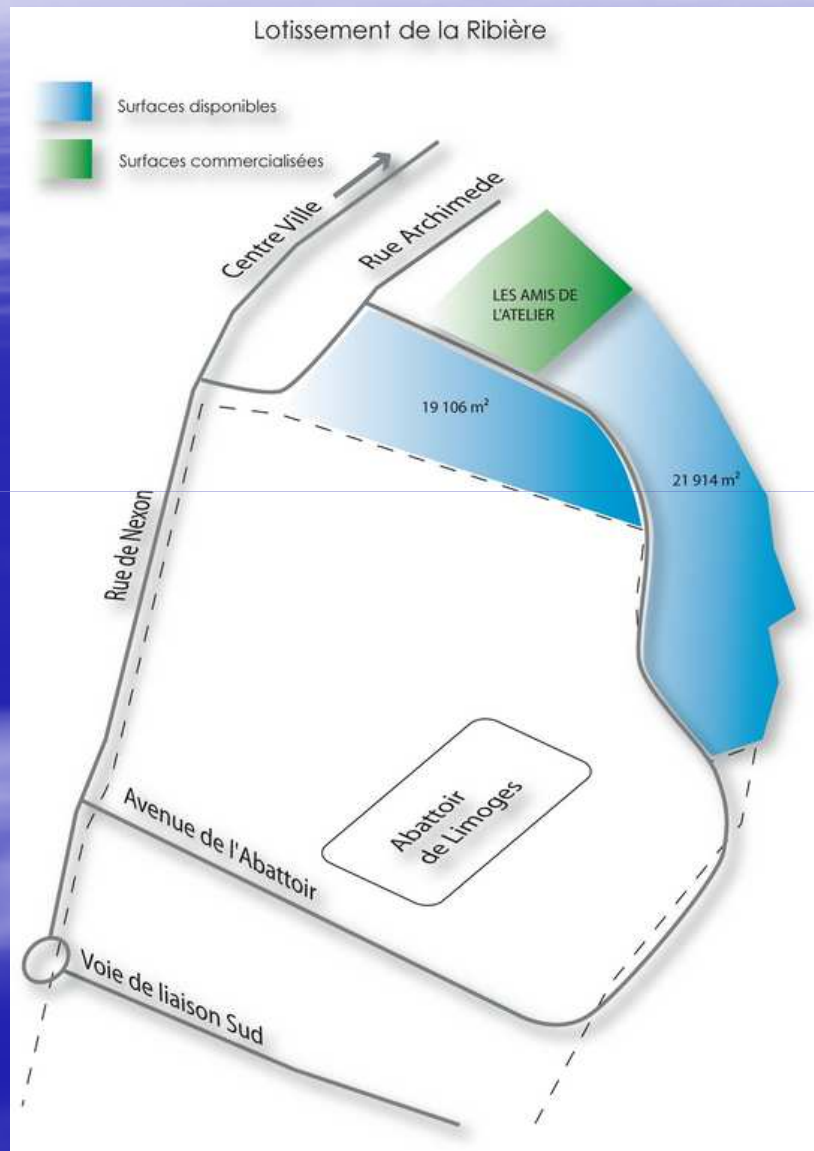 Lotissement de la Ribière
Surfaces disponibles
Surfaces commercialisées
Centre Ville
Rue Archimede
LES AMIS DE
L'ATELIER
19 106 m²
21 914 m²
Rue de Nexon
Abattoir
de Limoges
Avenue de l'Abattoir
Voie de liaison Sud